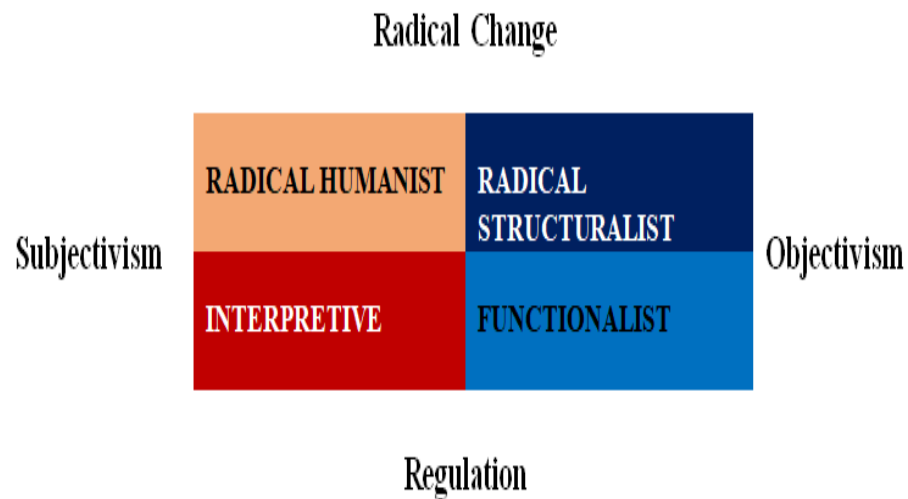 Radical Change
RADICAL HUMANIST
RADICAL
STRUCTURALIST
Subjectivism
Objectivism
INTERPRETIVE
FUNCTIONALIST
Regulation